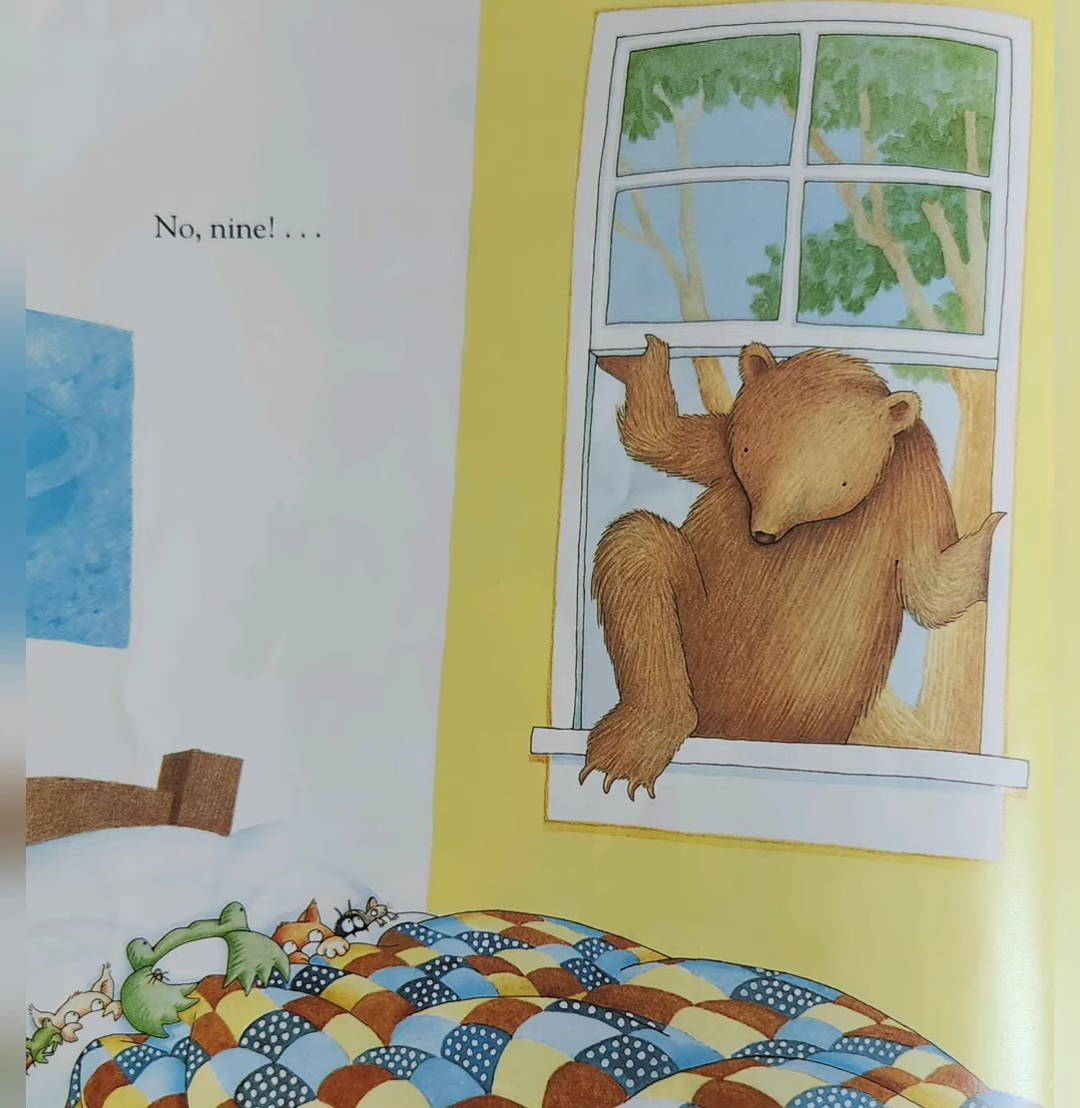 No, nine! . . .